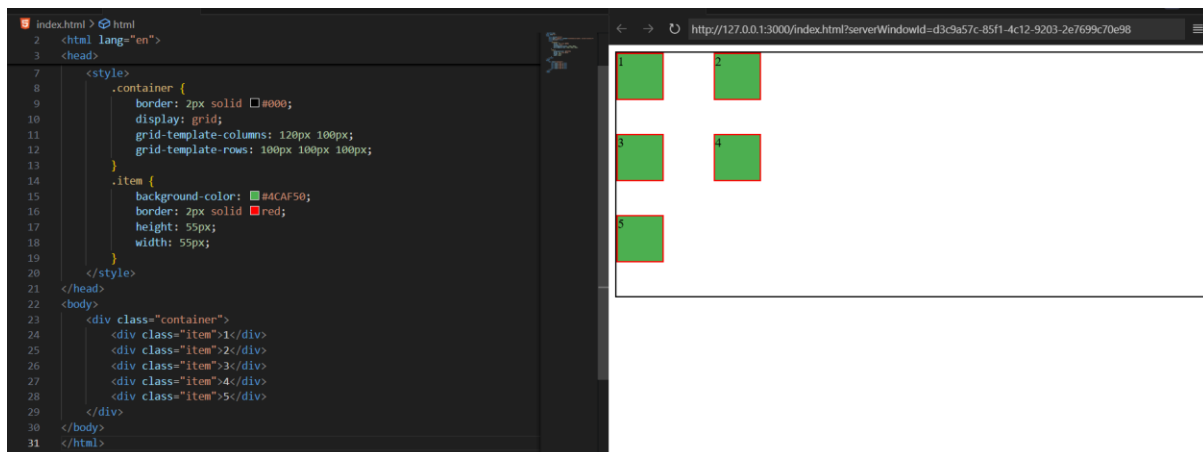 index.html > html
2 <html lang="en">
3 <head>
7 <style>
8 .container {
9 border: 2px solid #000;
10 display: grid;
11 grid-template-columns: 120px 100px;
12 grid-template-rows: 100px 100px 100px;
13 }
14 .item {
15 background-color: #4CAF50;
16 border: 2px solid red;
17 height: 55px;
18 width: 55px;
19 }
20 </style>
21 </head>
22 <body>
23 <div class="container">
24 <div class="item">1</div>
25 <div class="item">2</div>
26 <div class="item">3</div>
27 <div class="item">4</div>
28 <div class="item">5</div>
29 </div>
30 </body>
31 </html>
http://127.0.0.1:3000/index.html?serverWindowId=d3c9a57c-85f1-4c12-9203-2e7699c70e98
1 2
3 4
5